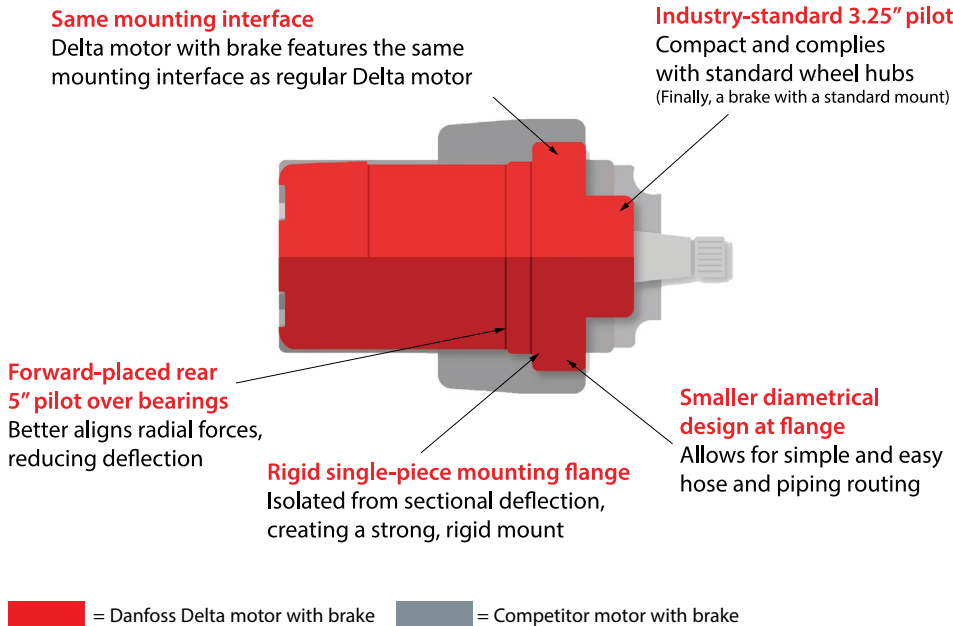 Same mounting interface
Delta motor with brake features the same
mounting interface as regular Delta motor
Industry-standard 3.25” pilot
Compact and complies
with standard wheel hubs
(Finally, a brake with a standard mount)
Forward-placed rear
5” pilot over bearings
Better aligns radial forces,
reducing deflection
Rigid single-piece mounting flange
Isolated from sectional deflection,
creating a strong, rigid mount
Smaller diametrical
design at flange
Allows for simple and easy
hose and piping routing
= Danfoss Delta motor with brake
= Competitor motor with brake